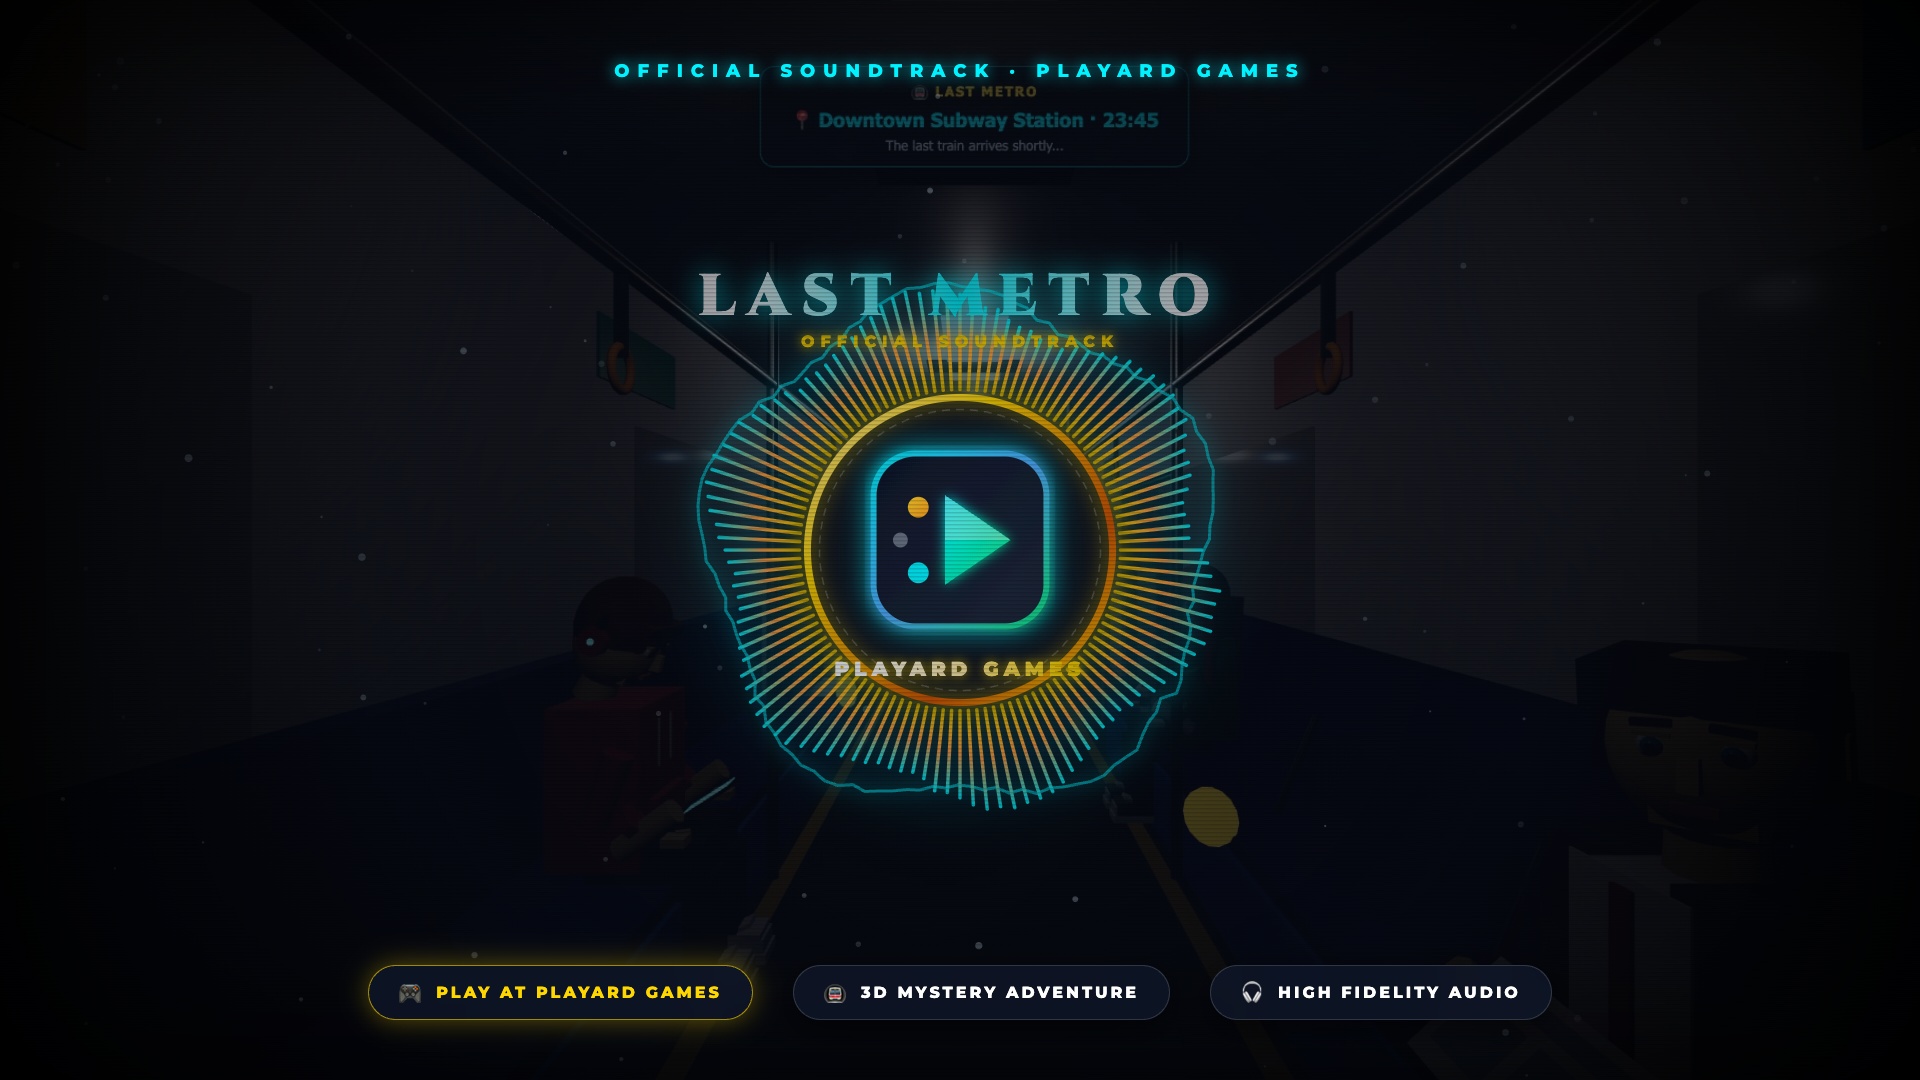 OFFICIAL SOUNDTRACK · PLAYARD GAMES
LAST METRO
Downtown Subway Station · 23:45
The last train arrives shortly...
LAST METRO
OFFICIAL SOUNDTRACK
PLAYARD GAMES
PLAY AT PLAYARD GAMES
3D MYSTERY ADVENTURE
HIGH FIDELITY AUDIO